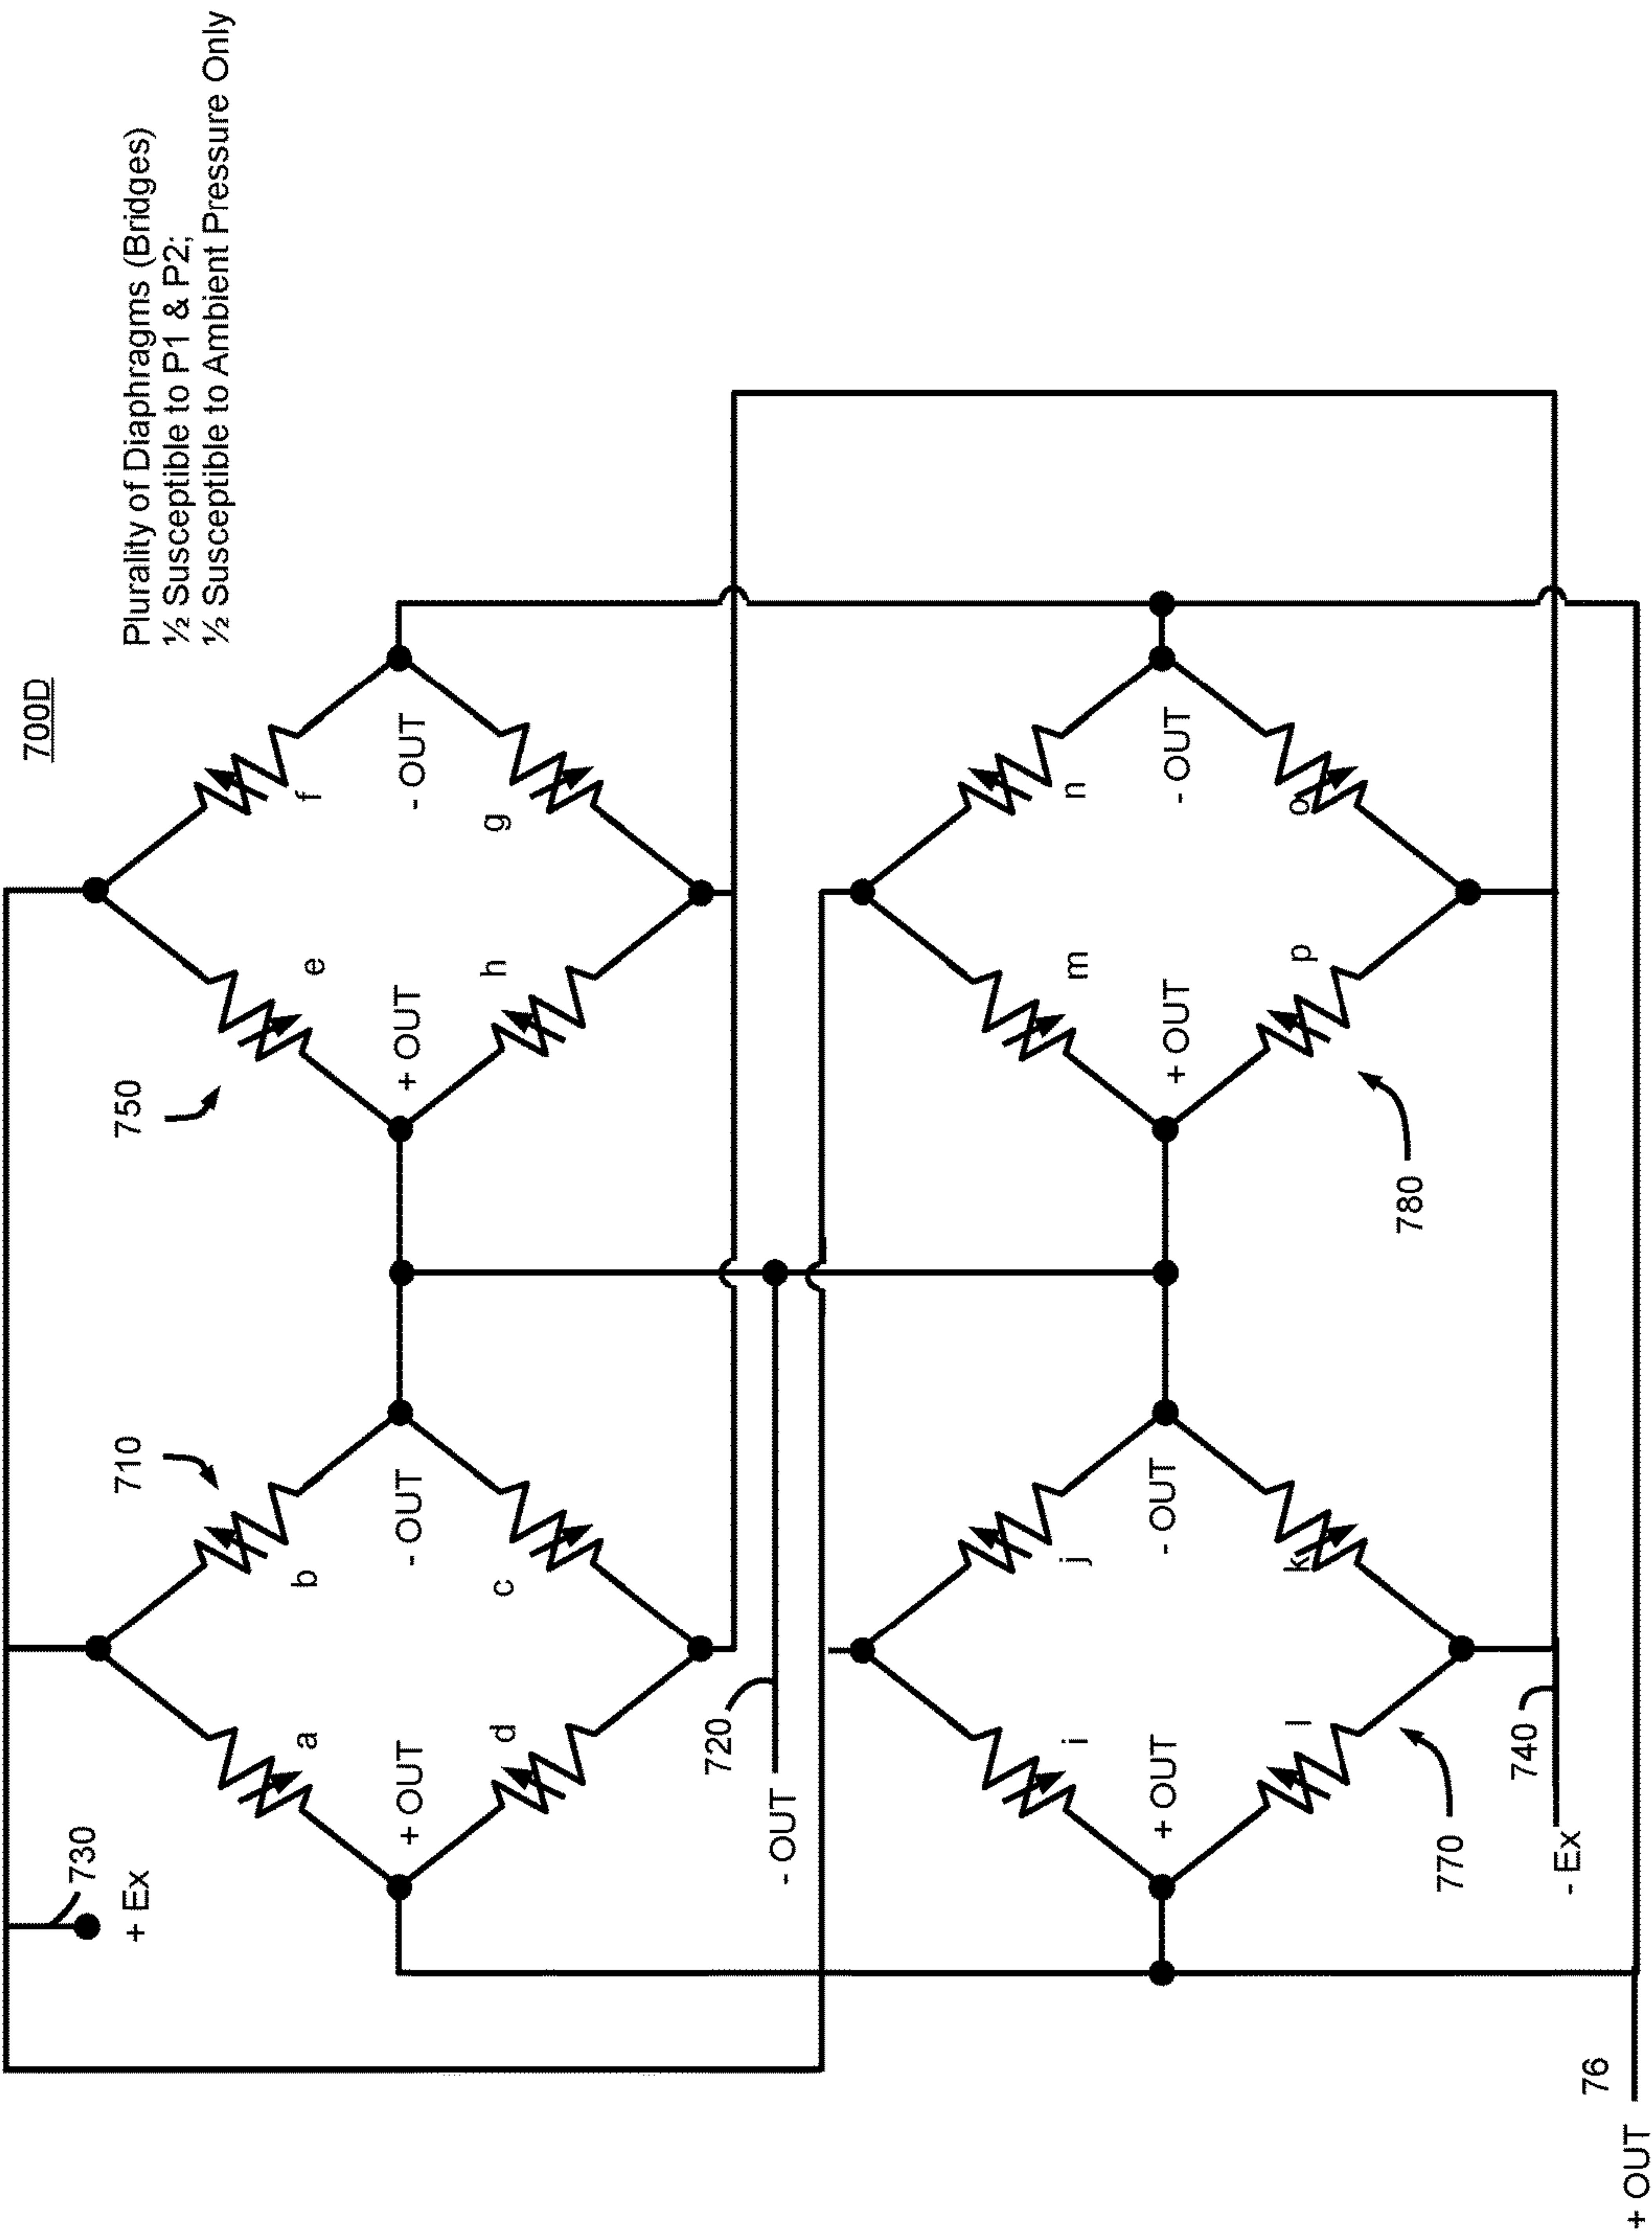 700D
Plurality of Diaphragms (Bridges)
½ Susceptible to P1 & P2;
½ Susceptible to Ambient Pressure Only
730
+ Ex
710
750
a
b
e
f
+ OUT
- OUT
+ OUT
- OUT
d
c
h
g
720
- OUT
i
j
m
n
+ OUT
- OUT
+ OUT
- OUT
l
k
p
o
770
780
740
- Ex
76
+ OUT